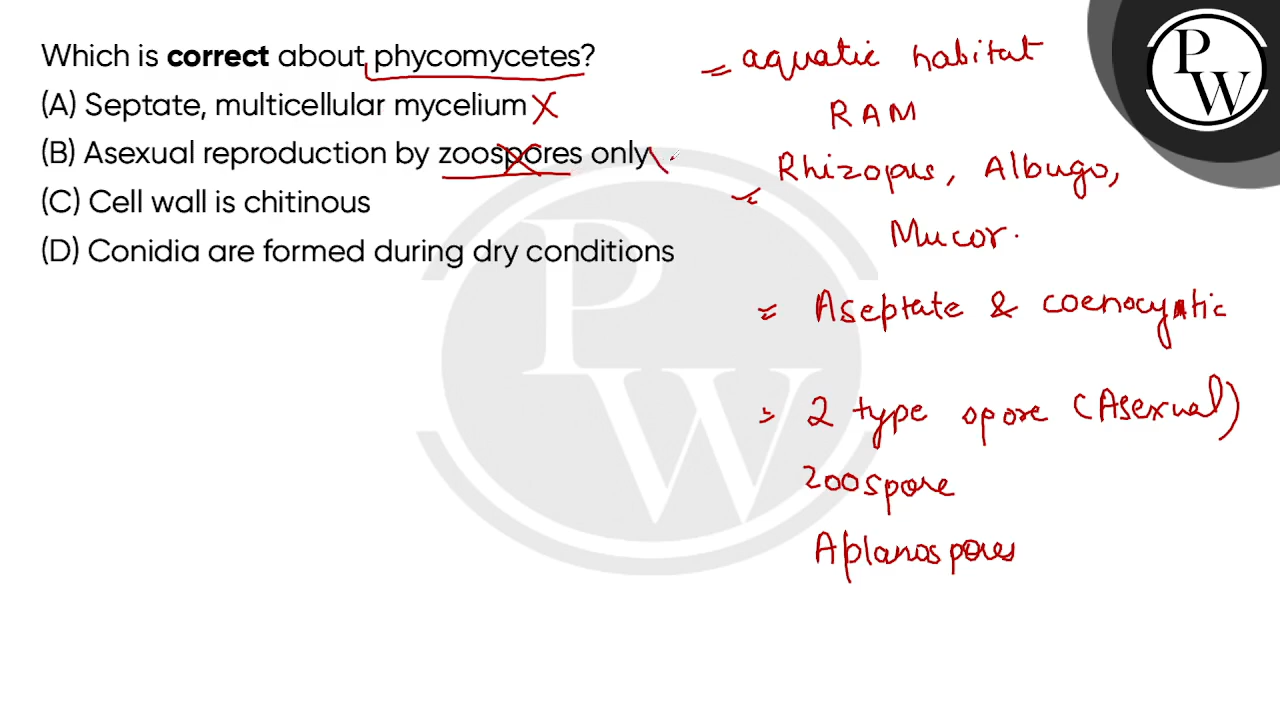 Which is correct about phycomycetes?
(A) Septate, multicellular mycelium X
(B) Asexual reproduction by zoospores only
(C) Cell wall is chitinous
(D) Conidia are formed during dry conditions
= aquatic habitat
RAM
Rhizopus, Albugo,
Mucor.
= Aseptate & coenocytic
> 2 type spore (Asexual)
zoospore
Aplanospores
PW
PW